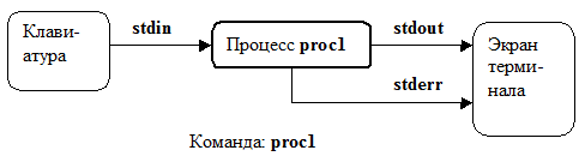 Клави-
атура
stdin
Процесс proc1
stdout
stderr
Экран
терми-
нала
Команда: proc1